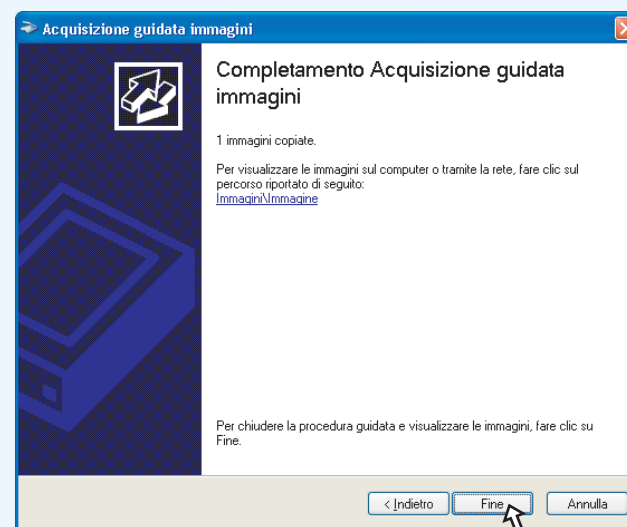 Acquisizione guidata immagini
Completamento Acquisizione guidata
immagini
1 immagini copiate.
Per visualizzare le immagini sul computer o tramite la rete, fare clic sul
percorso riportato di seguito:
Immagini\Immagine
Per chiudere la procedura guidata e visualizzare le immagini, fare clic su
Fine.
< Indietro Fine Annulla